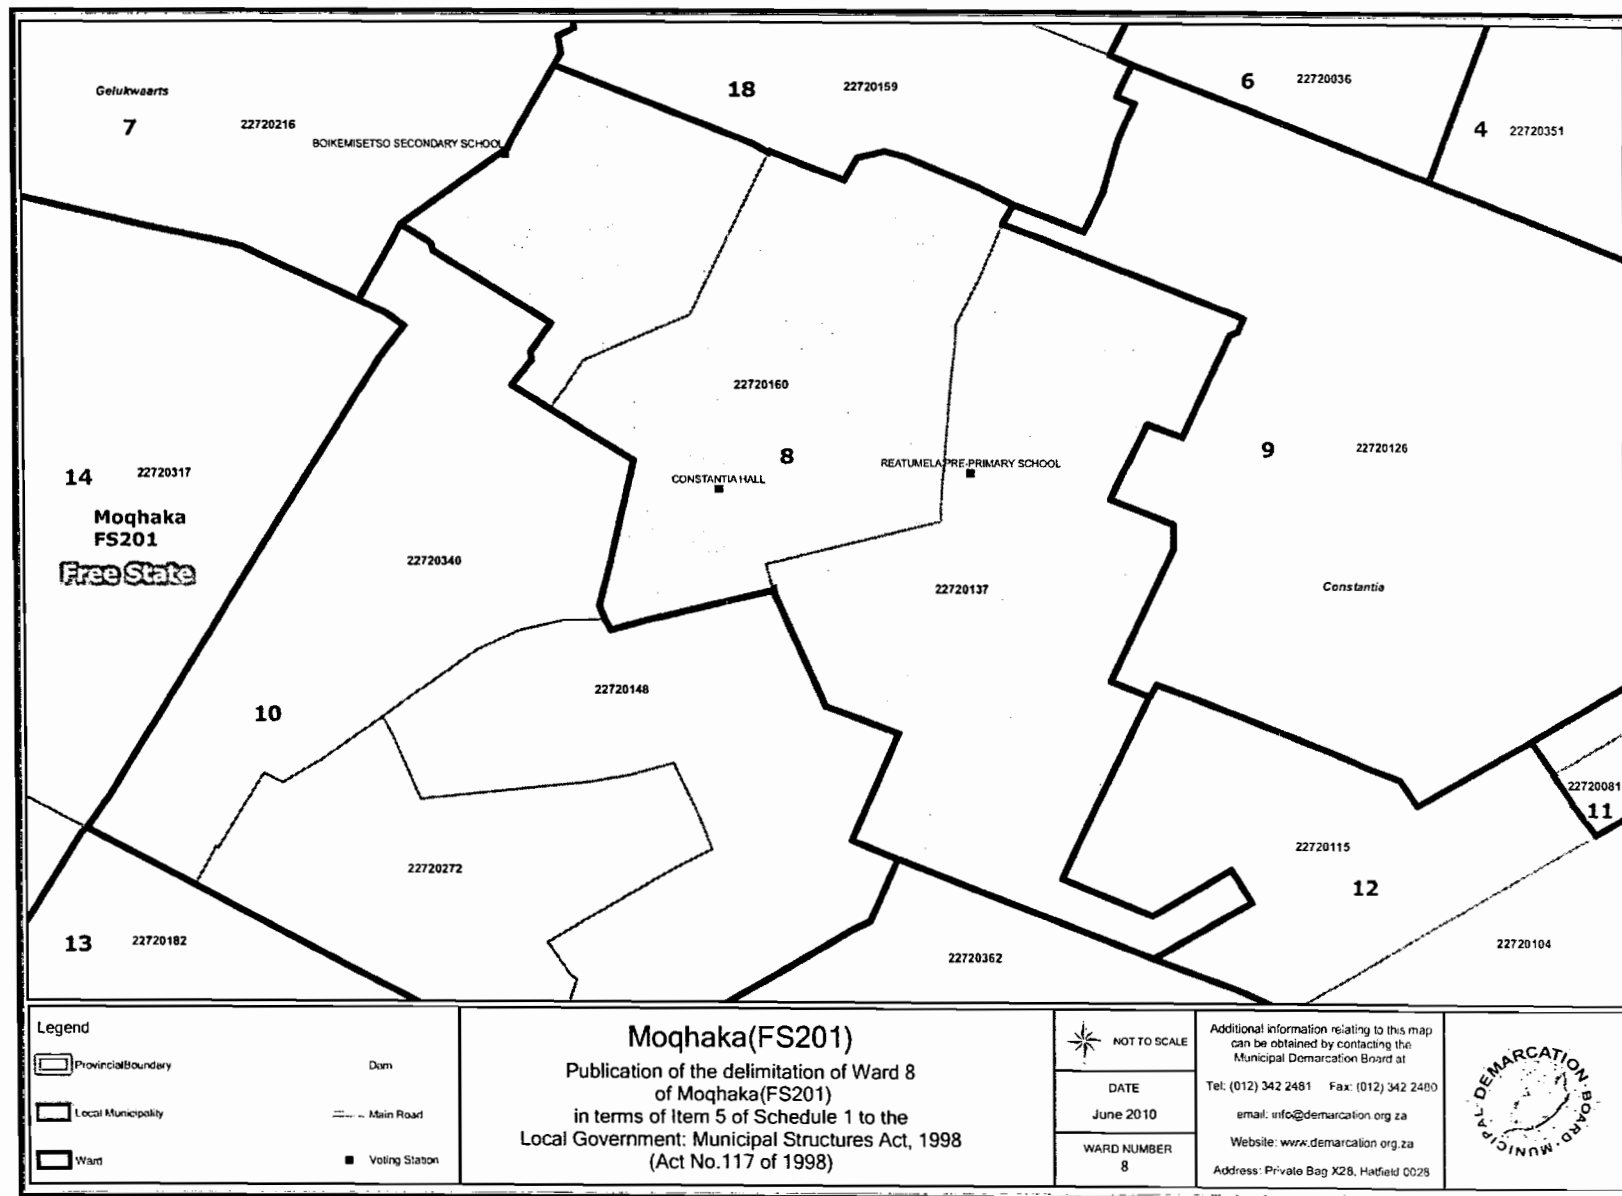 Gelukwaarts
7
22720216
BOIKEMISETSO SECONDARY SCHOOL
18
22720159
6
22720036
4
22720351
22720160
8
CONSTANTIA HALL
REATUMELA PRE-PRIMARY SCHOOL
9
22720126
14
22720317
Moqhaka
FS201
Free State
22720340
22720137
Constantia
22720148
10
22720272
22720081
11
22720115
12
13
22720182
22720362
22720104
Legend
ProvincialBoundary
Dam
Local Municipality
Main Road
Ward
Voting Station
Moqhaka(FS201)
Publication of the delimitation of Ward 8
of Moqhaka(FS201)
in terms of Item 5 of Schedule 1 to the
Local Government: Municipal Structures Act, 1998
(Act No.117 of 1998)
NOT TO SCALE
DATE
June 2010
WARD NUMBER
8
Additional information relating to this map
can be obtained by contacting the
Municipal Demarcation Board at
Tel: (012) 342 2481 Fax: (012) 342 2480
email: info@demarcation.org.za
Website: www.demarcation.org.za
Address: Private Bag X28, Hatfield 0028
MUNICIPAL DEMARCATION BOARD